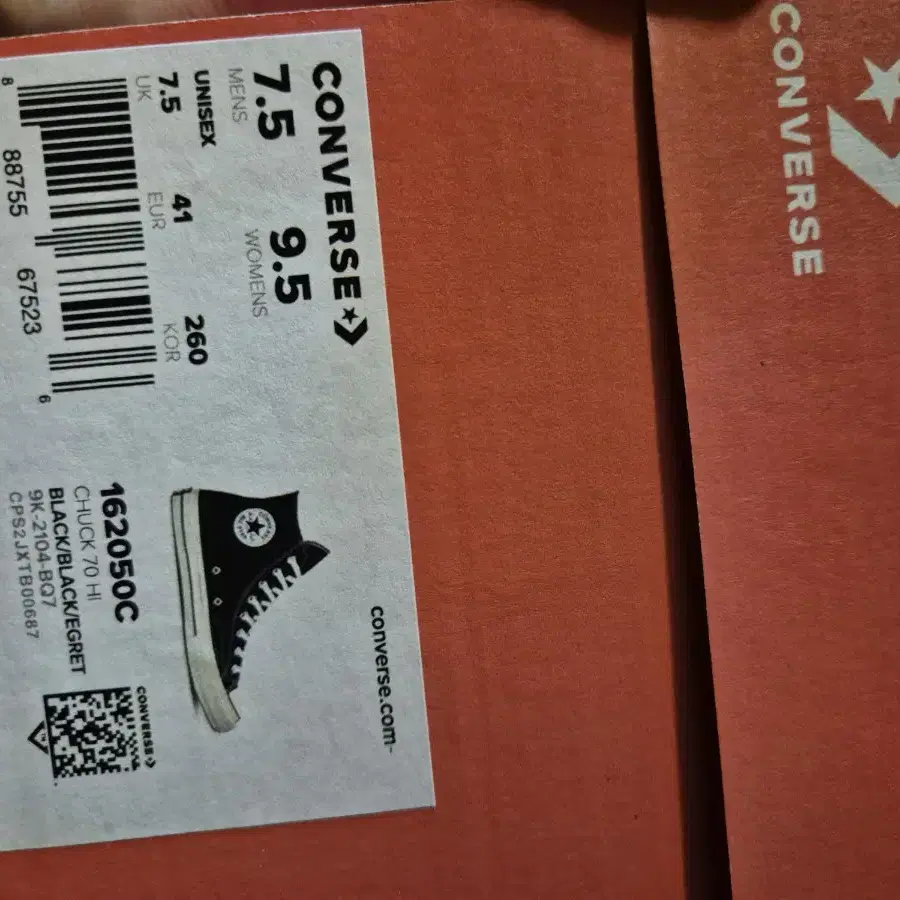 CONVERSE
7.5 9.5
MENS WOMENS
UNISEX
7.5 41 260
UK EUR KOR
8 88755 67523 6
converse.com
162050C
CHUCK 70 HI
BLACK/BLACK/EGRET
9K-2104-BQ7
CPS2JXTB00687
CONVERSE
CONVERSE